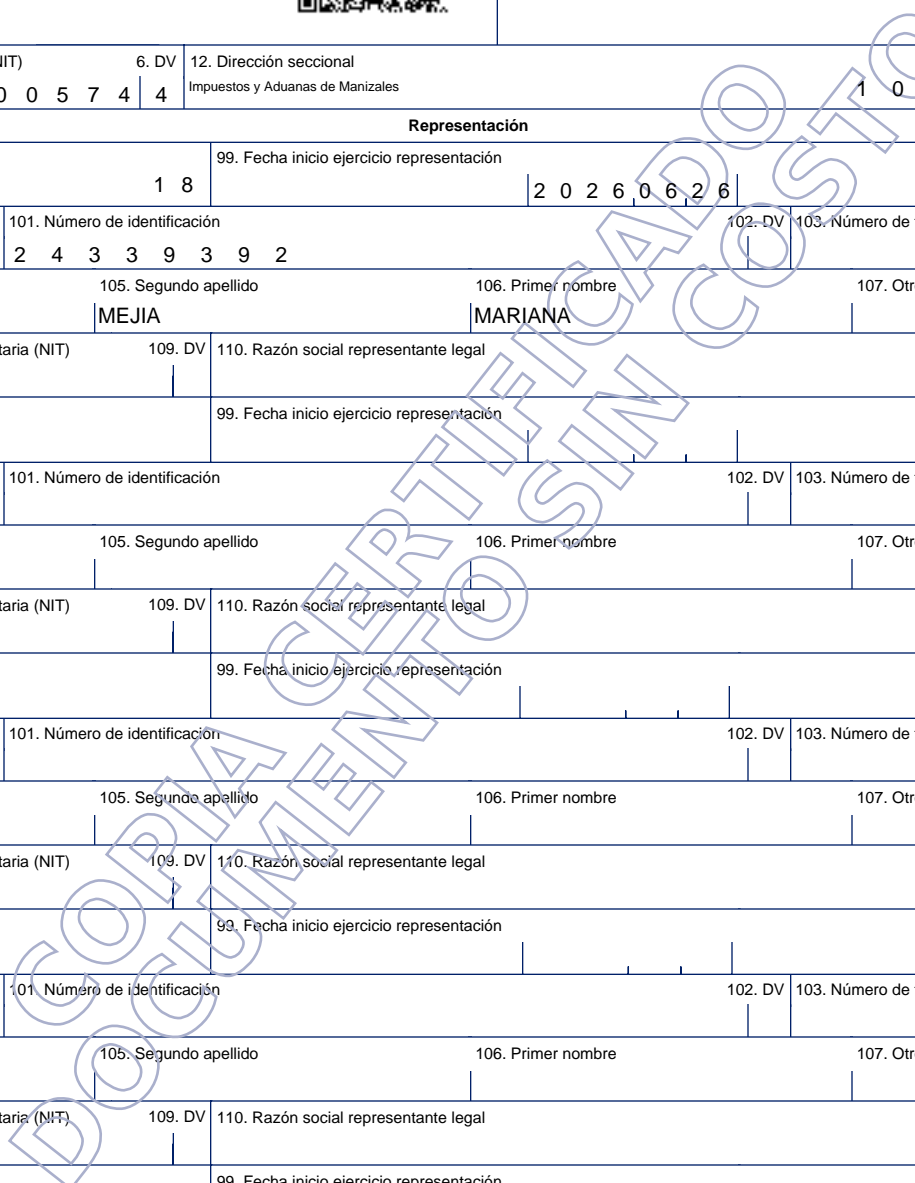 IT) 6. DV 12. Dirección seccional
0 0 5 7 4 4 Impuestos y Aduanas de Manizales 1 0
Representación
99. Fecha inicio ejercicio representación
1 8 2 0 2 6 0 6 2 6
101. Número de identificación 102. DV 103. Número de
2 4 3 3 9 3 9 2
105. Segundo apellido 106. Primer nombre 107. Otr
MEJIA MARIANA
taria (NIT) 109. DV 110. Razón social representante legal
99. Fecha inicio ejercicio representación
101. Número de identificación 102. DV 103. Número de
105. Segundo apellido 106. Primer nombre 107. Otr
taria (NIT) 109. DV 110. Razón social representante legal
99. Fecha inicio ejercicio representación
101. Número de identificación 102. DV 103. Número de
105. Segundo apellido 106. Primer nombre 107. Otr
taria (NIT) 109. DV 110. Razón social representante legal
99. Fecha inicio ejercicio representación
101. Número de identificación 102. DV 103. Número de
105. Segundo apellido 106. Primer nombre 107. Otr
taria (NIT) 109. DV 110. Razón social representante legal
99. Fecha inicio ejercicio representación
COPIA CERTIFICADO
DOCUMENTO SIN COSTO